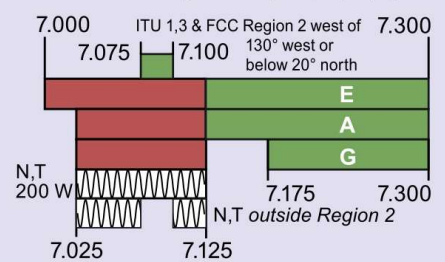 7.000
ITU 1,3 & FCC Region 2 west of
7.300
7.075
7.100
130° west or
below 20° north
E
A
G
N,T
200 W
7.175
7.300
N,T outside Region 2
7.025
7.125